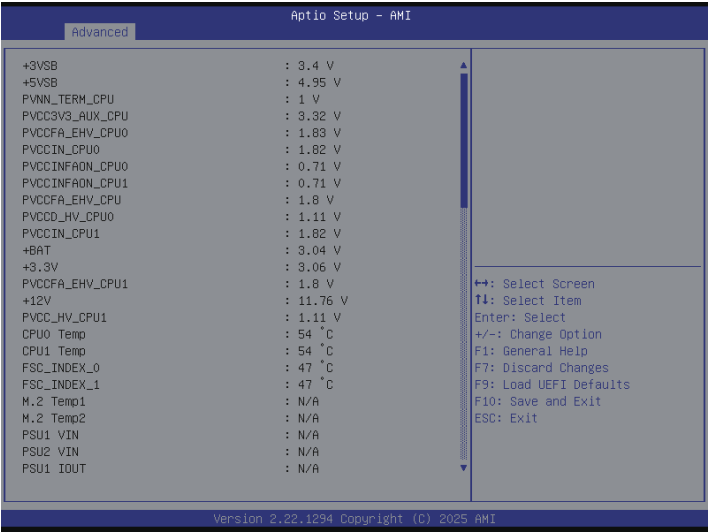 Aptio Setup – AMI
Advanced
+3VSB : 3.4 V
+5VSB : 4.95 V
PVNN_TERM_CPU : 1 V
PVCC3V3_AUX_CPU : 3.32 V
PVCCFA_EHV_CPU0 : 1.83 V
PVCCIN_CPU0 : 1.82 V
PVCCINFAON_CPU0 : 0.71 V
PVCCINFAON_CPU1 : 0.71 V
PVCCFA_EHV_CPU : 1.8 V
PVCCD_HV_CPU0 : 1.11 V
PVCCIN_CPU1 : 1.82 V
+BAT : 3.04 V
+3.3V : 3.06 V
PVCCFA_EHV_CPU1 : 1.8 V
+12V : 11.76 V
PVCC_HV_CPU1 : 1.11 V
CPU0 Temp : 54 °C
CPU1 Temp : 54 °C
FSC_INDEX_0 : 47 °C
FSC_INDEX_1 : 47 °C
M.2 Temp1 : N/A
M.2 Temp2 : N/A
PSU1 VIN : N/A
PSU2 VIN : N/A
PSU1 IOUT : N/A
↔: Select Screen
↑↓: Select Item
Enter: Select
+/-: Change Option
F1: General Help
F7: Discard Changes
F9: Load UEFI Defaults
F10: Save and Exit
ESC: Exit
Version 2.22.1294 Copyright (C) 2025 AMI